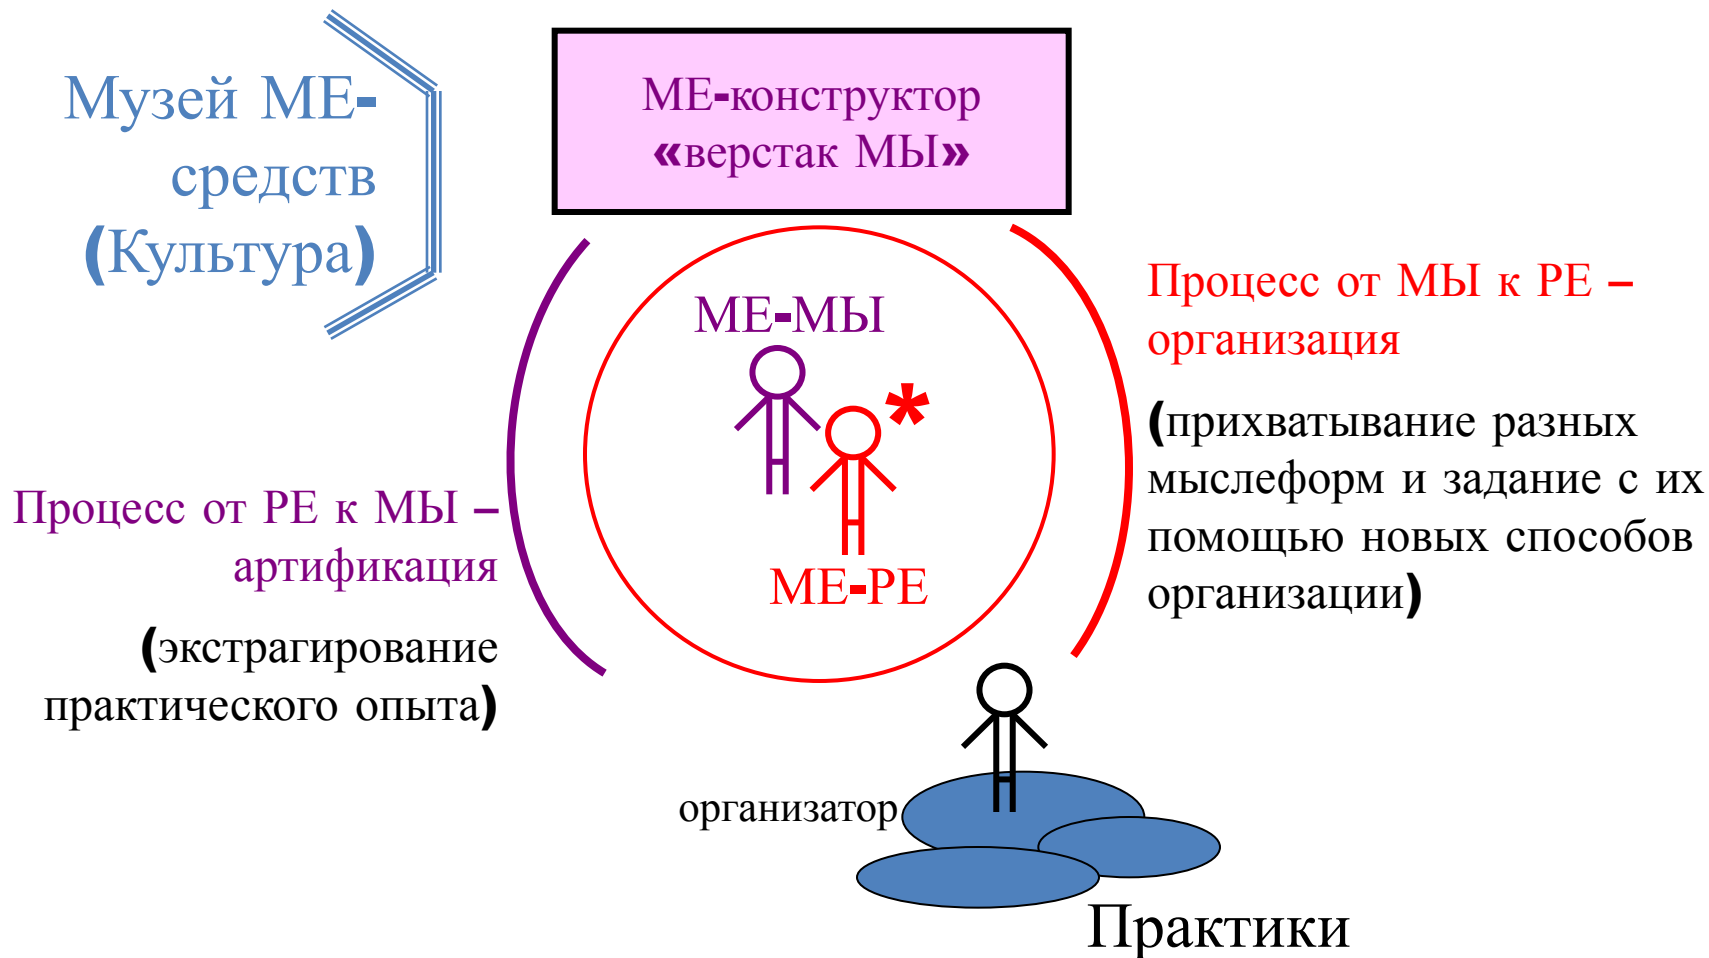 Музей МЕ-
средств
(Культура)
МЕ-конструктор
«верстак МЫ»
МЕ-МЫ
*
МЕ-РЕ
Процесс от МЫ к РЕ –
организация
(прихватывание разных
мыслеформ и задание с их
помощью новых способов
организации)
Процесс от РЕ к МЫ –
артификация
(экстрагирование
практического опыта)
организатор
Практики